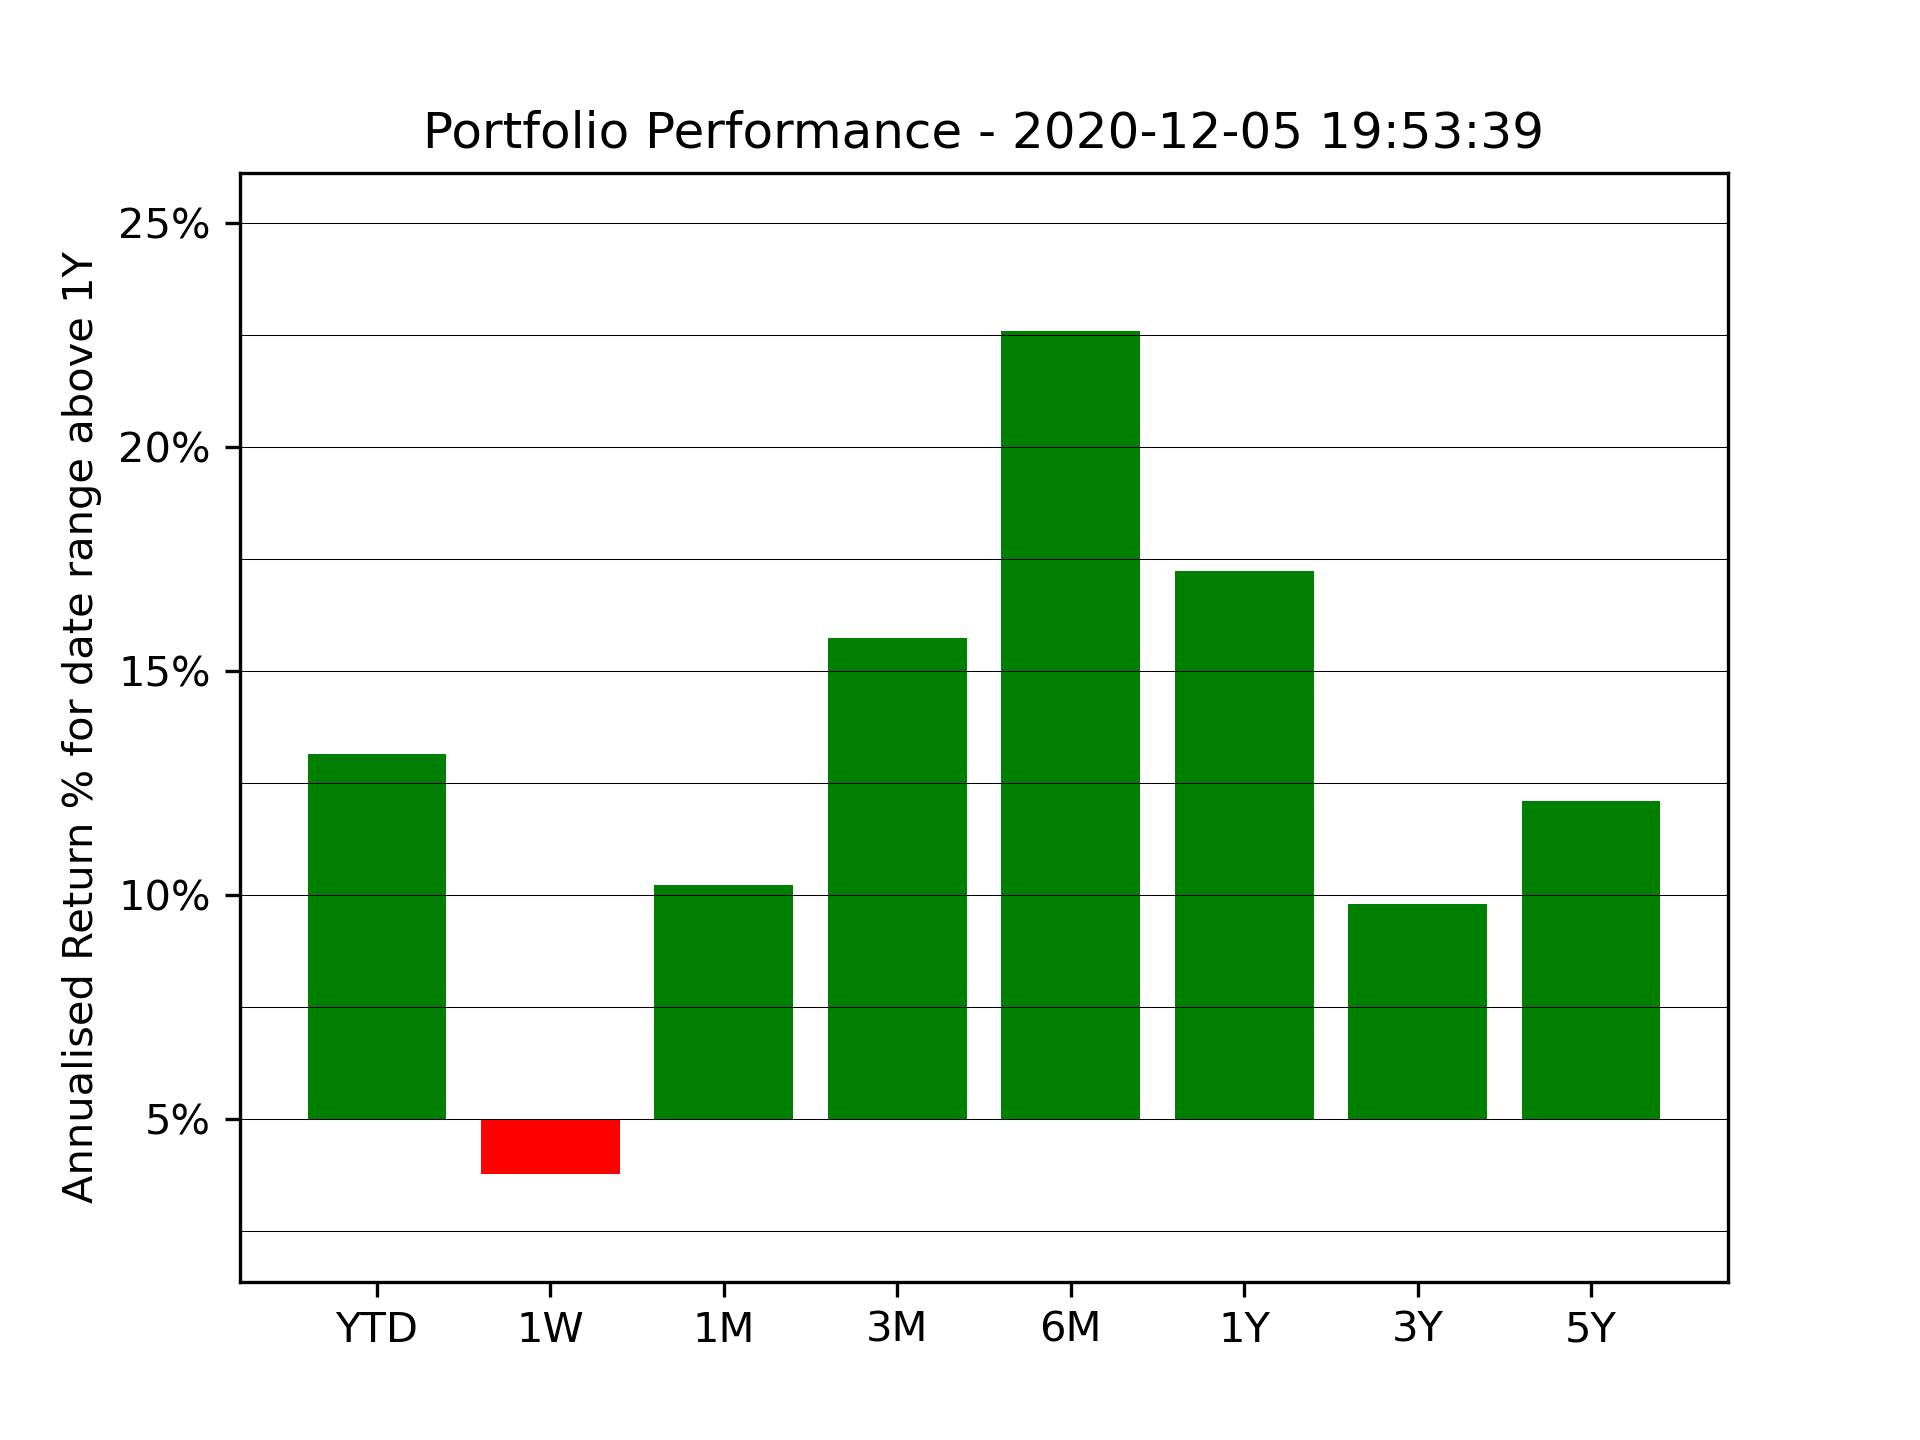 Portfolio Performance - 2020-12-05 19:53:39
Annualised Return % for date range above 1Y
25%
20%
15%
10%
5%
YTD 1W 1M 3M 6M 1Y 3Y 5Y